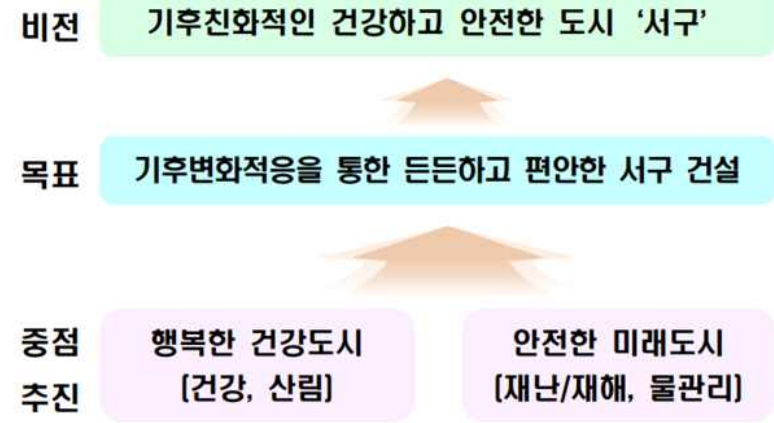 비전
기후친화적인 건강하고 안전한 도시 ‘서구’
목표
기후변화적응을 통한 든든하고 편안한 서구 건설
중점
추진
행복한 건강도시
[건강, 산림]
안전한 미래도시
[재난/재해, 물관리]